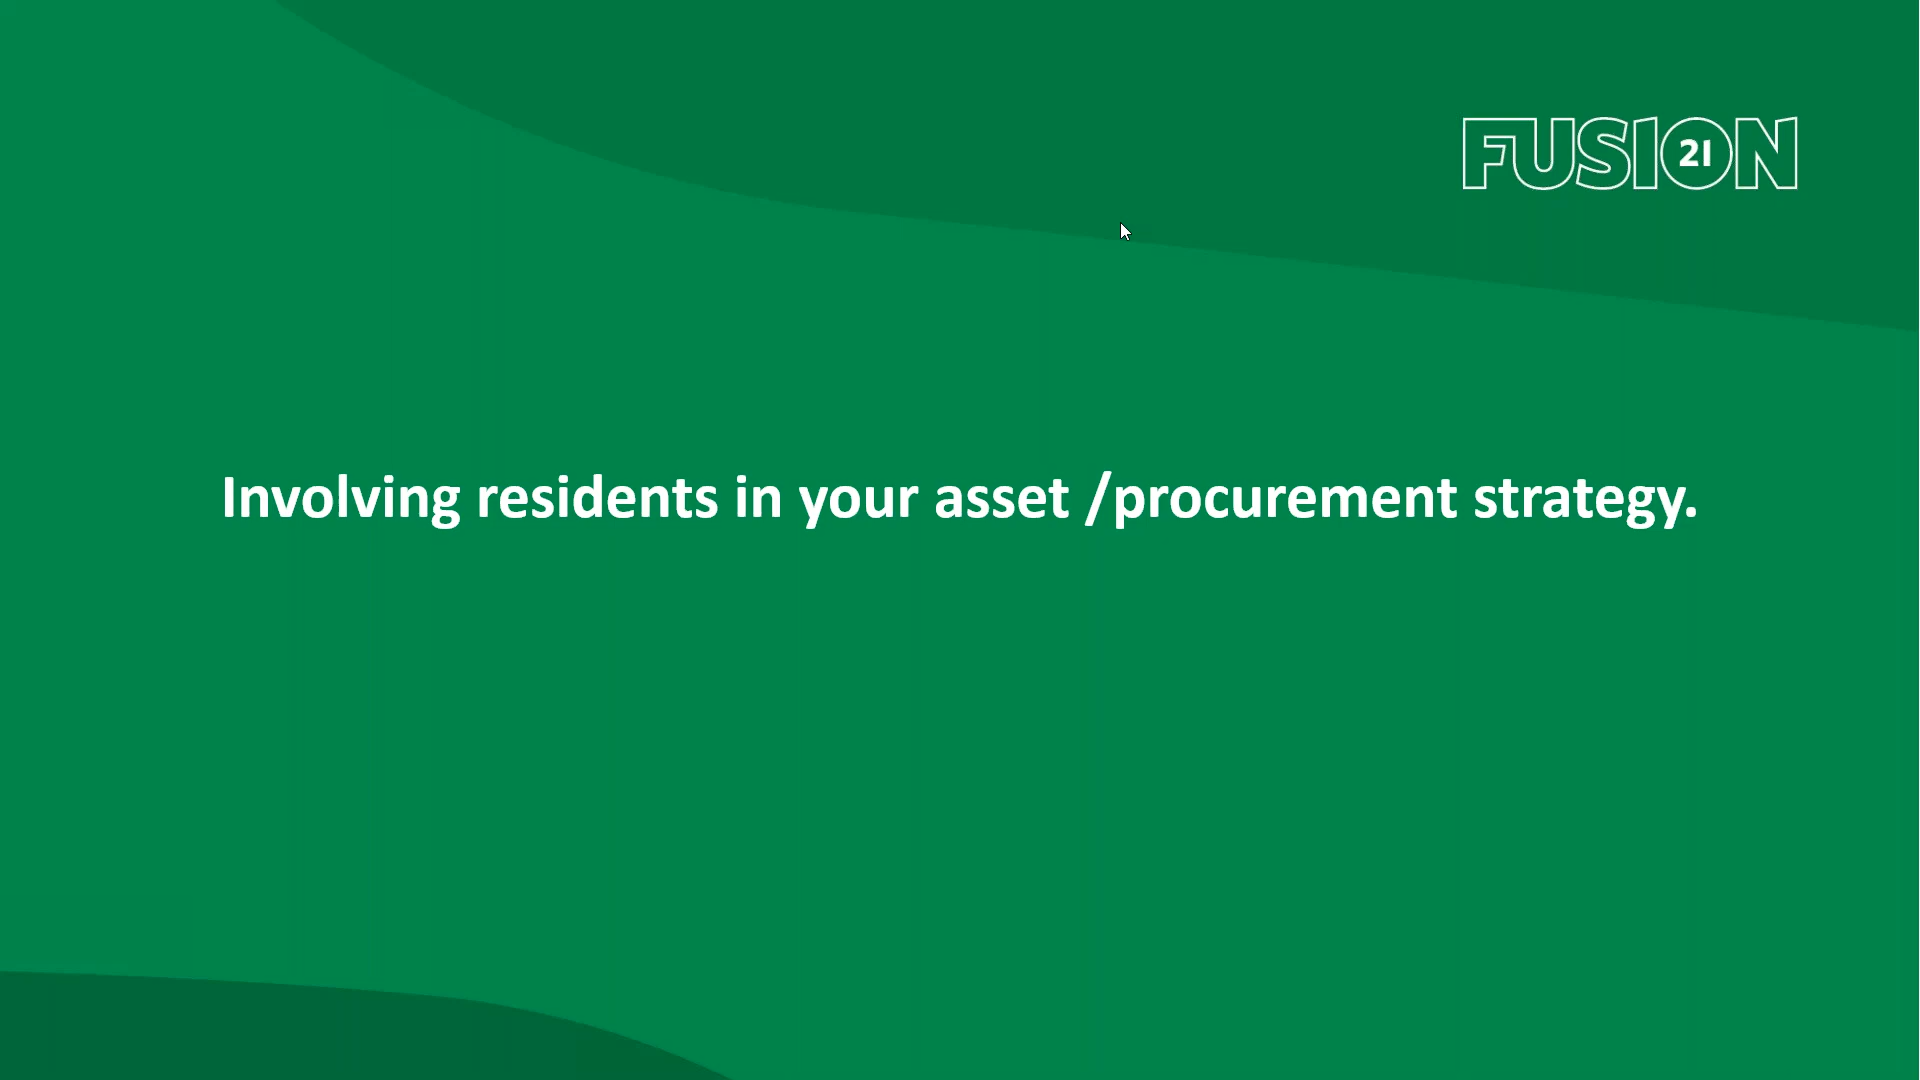 FUSION
21
Involving residents in your asset /procurement strategy.